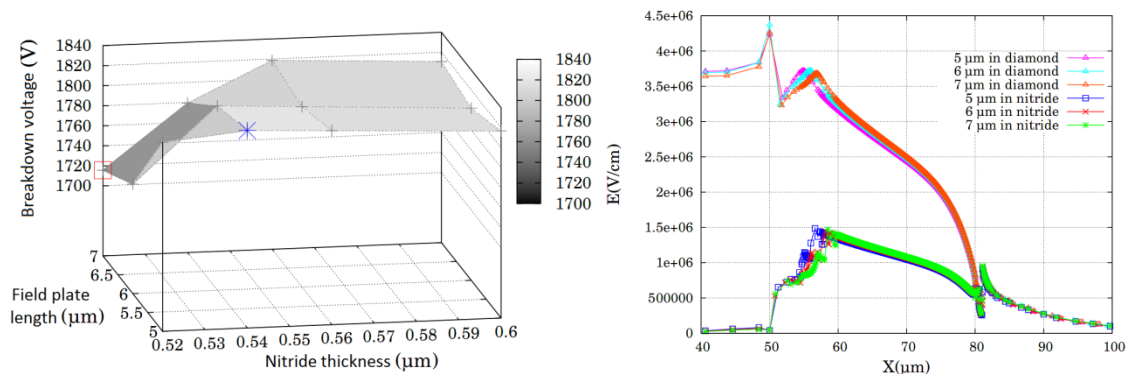 Breakdown voltage (V)
1840
1820
1800
1780
1760
1740
1720
1700
7
6.5
6
5.5
5
Field plate
length (μm)
0.52
0.53
0.54
0.55
0.56
0.57
0.58
0.59
0.6
Nitride thickness (μm)
1840
1820
1800
1780
1760
1740
1720
1700
E(V/cm)
4.5e+06
4e+06
3.5e+06
3e+06
2.5e+06
2e+06
1.5e+06
1e+06
500000
0
5 μm in diamond
6 μm in diamond
7 μm in diamond
5 μm in nitride
6 μm in nitride
7 μm in nitride
40
50
60
70
80
90
100
X(μm)